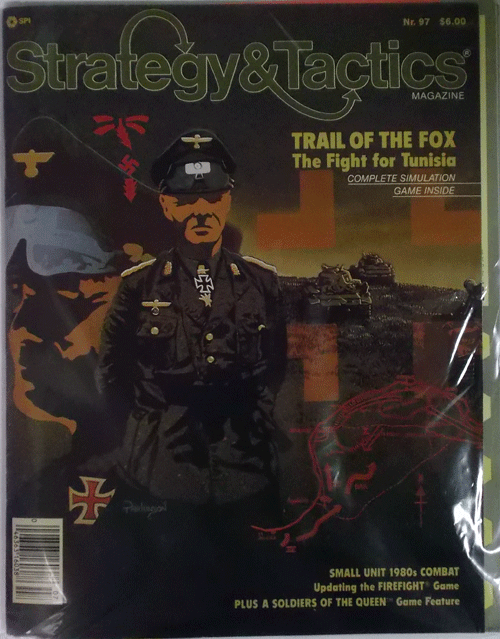 SPI
Nr. 97 $6.00
Strategy&Tactics®
MAGAZINE
TRAIL OF THE FOX
The Fight for Tunisia
COMPLETE SIMULATION
GAME INSIDE
SMALL UNIT 1980s COMBAT
Updating the FIREFIGHT® Game
PLUS A SOLDIERS OF THE QUEEN™ Game Feature